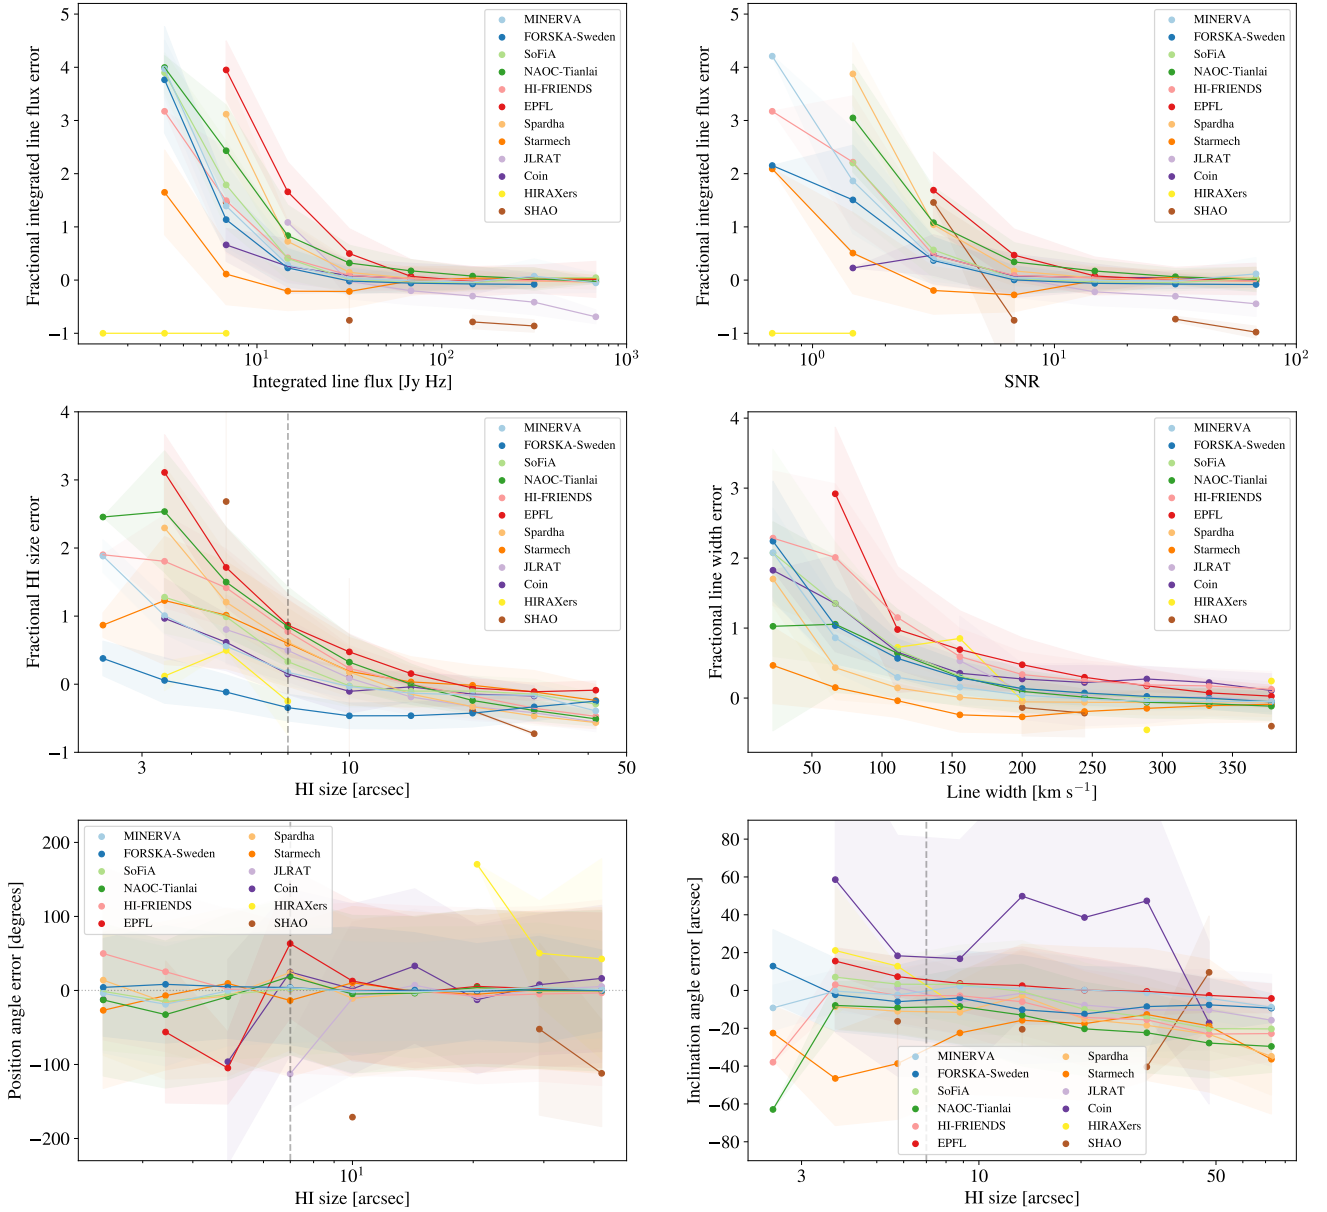 5
4
3
2
1
0
−1
Fractional integrated line flux error
10¹
10²
10³
Integrated line flux [Jy Hz]
MINERVA
FORSKA-Sweden
SoFiA
NAOC-Tianlai
HI-FRIENDS
EPFL
Spardha
Starmech
JLRAT
Coin
HIRAXers
SHAO
5
4
3
2
1
0
−1
Fractional integrated line flux error
10⁰
10¹
10²
SNR
MINERVA
FORSKA-Sweden
SoFiA
NAOC-Tianlai
HI-FRIENDS
EPFL
Spardha
Starmech
JLRAT
Coin
HIRAXers
SHAO
4
3
2
1
0
−1
Fractional HI size error
3
10
50
HI size [arcsec]
MINERVA
FORSKA-Sweden
SoFiA
NAOC-Tianlai
HI-FRIENDS
EPFL
Spardha
Starmech
JLRAT
Coin
HIRAXers
SHAO
4
3
2
1
0
Fractional line width error
50
100
150
200
250
300
350
Line width [km s⁻¹]
MINERVA
FORSKA-Sweden
SoFiA
NAOC-Tianlai
HI-FRIENDS
EPFL
Spardha
Starmech
JLRAT
Coin
HIRAXers
SHAO
200
100
0
−100
−200
Position angle error [degrees]
10¹
HI size [arcsec]
MINERVA
FORSKA-Sweden
SoFiA
NAOC-Tianlai
HI-FRIENDS
EPFL
Spardha
Starmech
JLRAT
Coin
HIRAXers
SHAO
80
60
40
20
0
−20
−40
−60
−80
Inclination angle error [arcsec]
3
10
50
HI size [arcsec]
MINERVA
FORSKA-Sweden
SoFiA
NAOC-Tianlai
HI-FRIENDS
EPFL
Spardha
Starmech
JLRAT
Coin
HIRAXers
SHAO